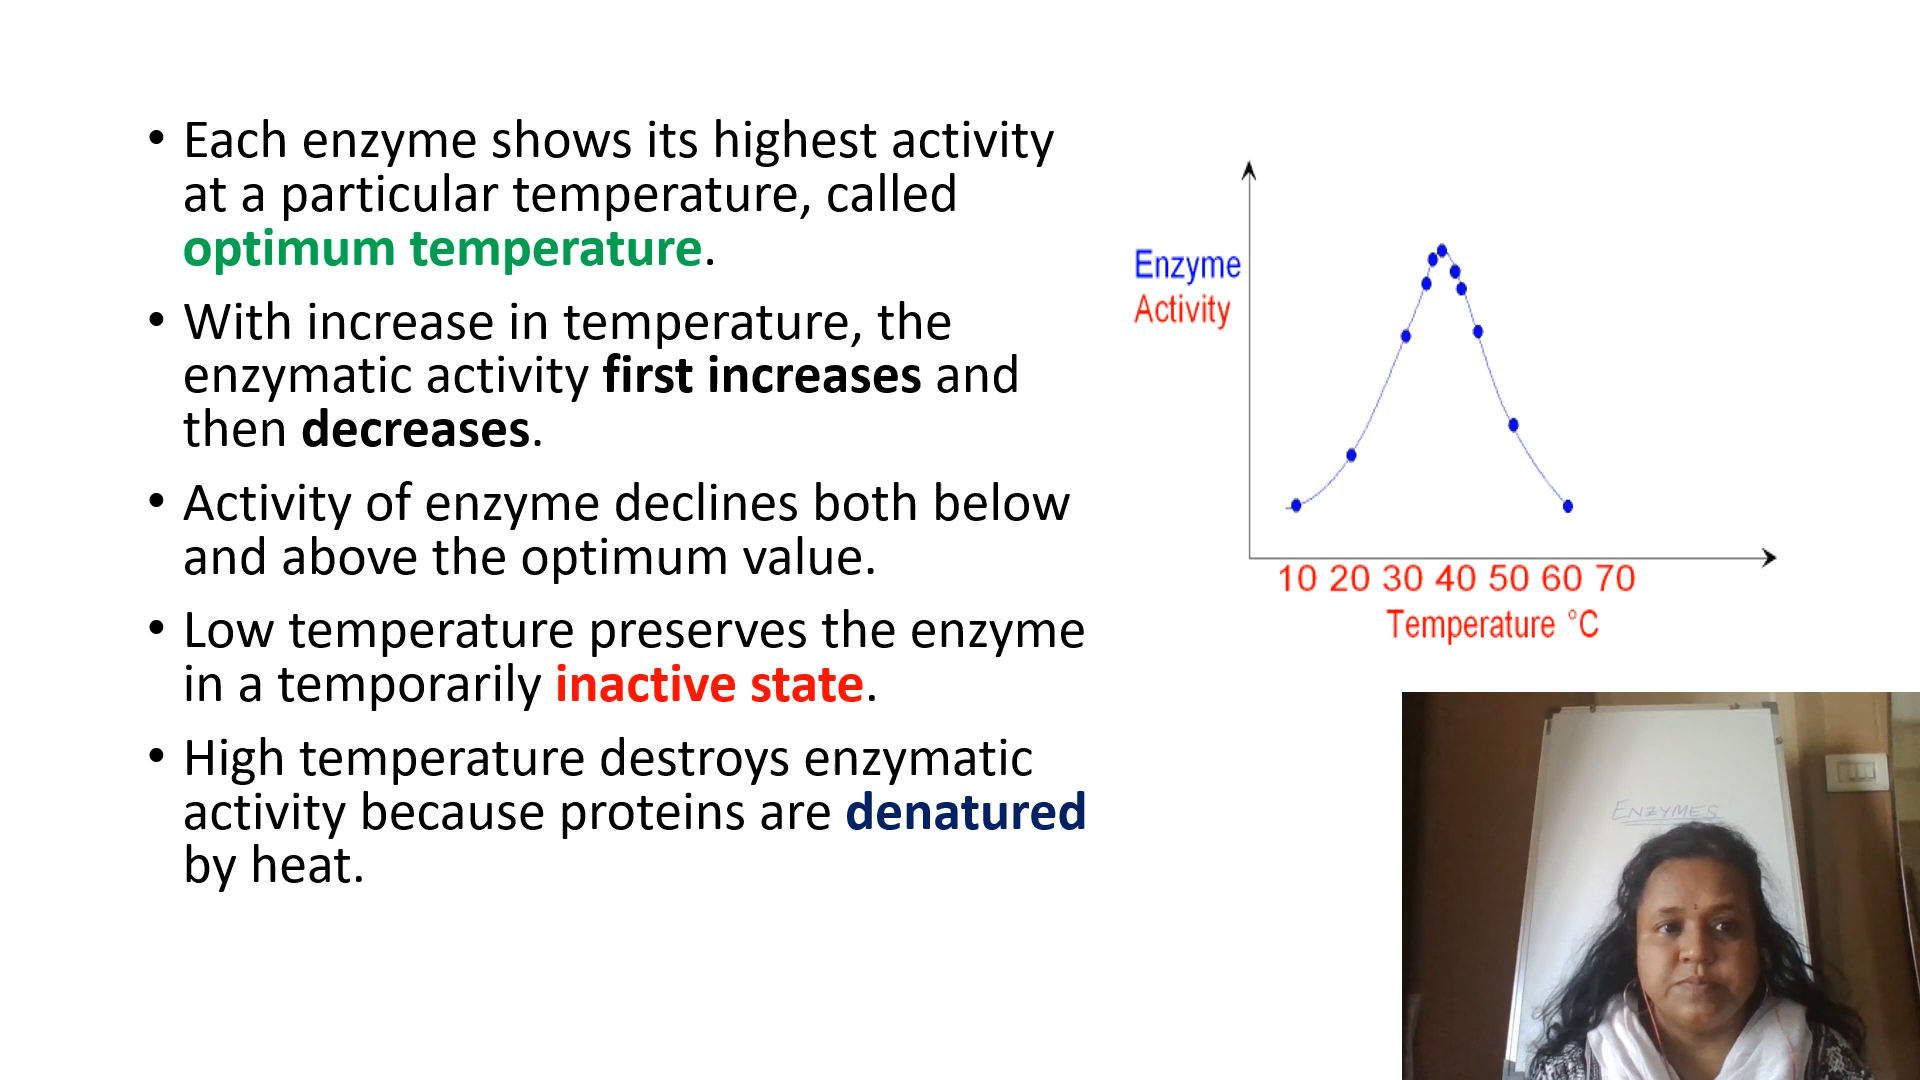 • Each enzyme shows its highest activity
at a particular temperature, called
optimum temperature.
• With increase in temperature, the
enzymatic activity first increases and
then decreases.
• Activity of enzyme declines both below
and above the optimum value.
• Low temperature preserves the enzyme
in a temporarily inactive state.
• High temperature destroys enzymatic
activity because proteins are denatured
by heat.
Enzyme
Activity
10 20 30 40 50 60 70
Temperature °C
ENZYMES